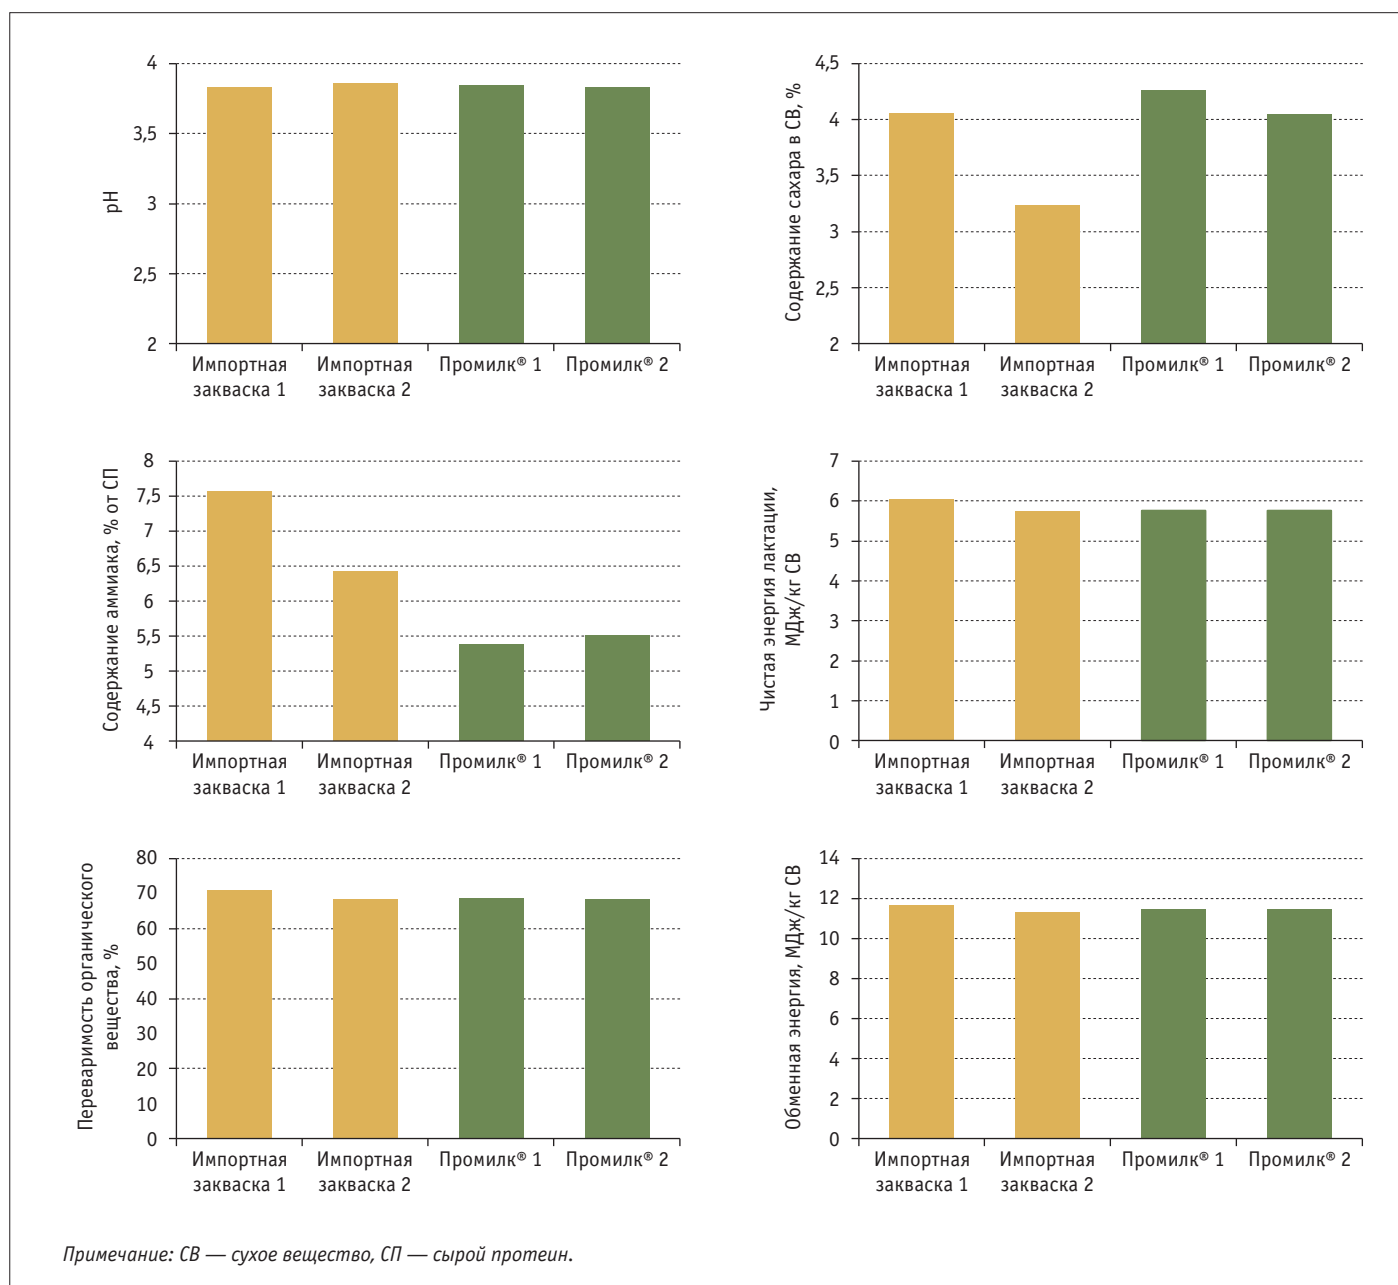 pH
4
3,5
3
2,5
2
Импортная закваска 1
Импортная закваска 2
Промилк® 1
Промилк® 2
Содержание сахара в СВ, %
4,5
4
3,5
3
2,5
2
Импортная закваска 1
Импортная закваска 2
Промилк® 1
Промилк® 2
Содержание аммиака, % от СП
8
7,5
7
6,5
6
5,5
5
4,5
4
Импортная закваска 1
Импортная закваска 2
Промилк® 1
Промилк® 2
Чистая энергия лактации,
МДж/кг СВ
7
6
5
4
3
2
1
0
Импортная закваска 1
Импортная закваска 2
Промилк® 1
Промилк® 2
Переваримость органического
вещества, %
80
70
60
50
40
30
20
10
0
Импортная закваска 1
Импортная закваска 2
Промилк® 1
Промилк® 2
Обменная энергия, МДж/кг СВ
14
12
10
8
6
4
2
0
Импортная закваска 1
Импортная закваска 2
Промилк® 1
Промилк® 2
Примечание: СВ — сухое вещество, СП — сырой протеин.